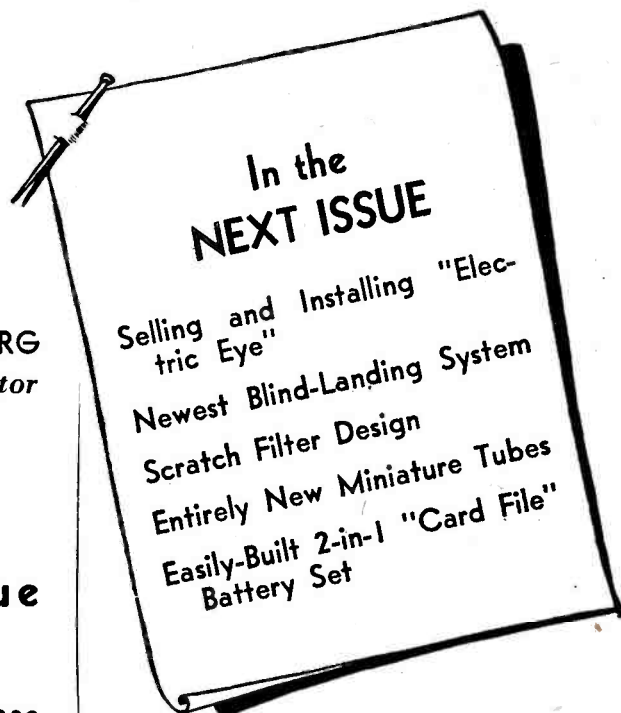 In the
NEXT ISSUE
Selling and Installing "Elec-
tric Eye"
Newest Blind-Landing System
Scratch Filter Design
Entirely New Miniature Tubes
Easily-Built 2-in-1 "Card File"
Battery Set
RG
tor
ue